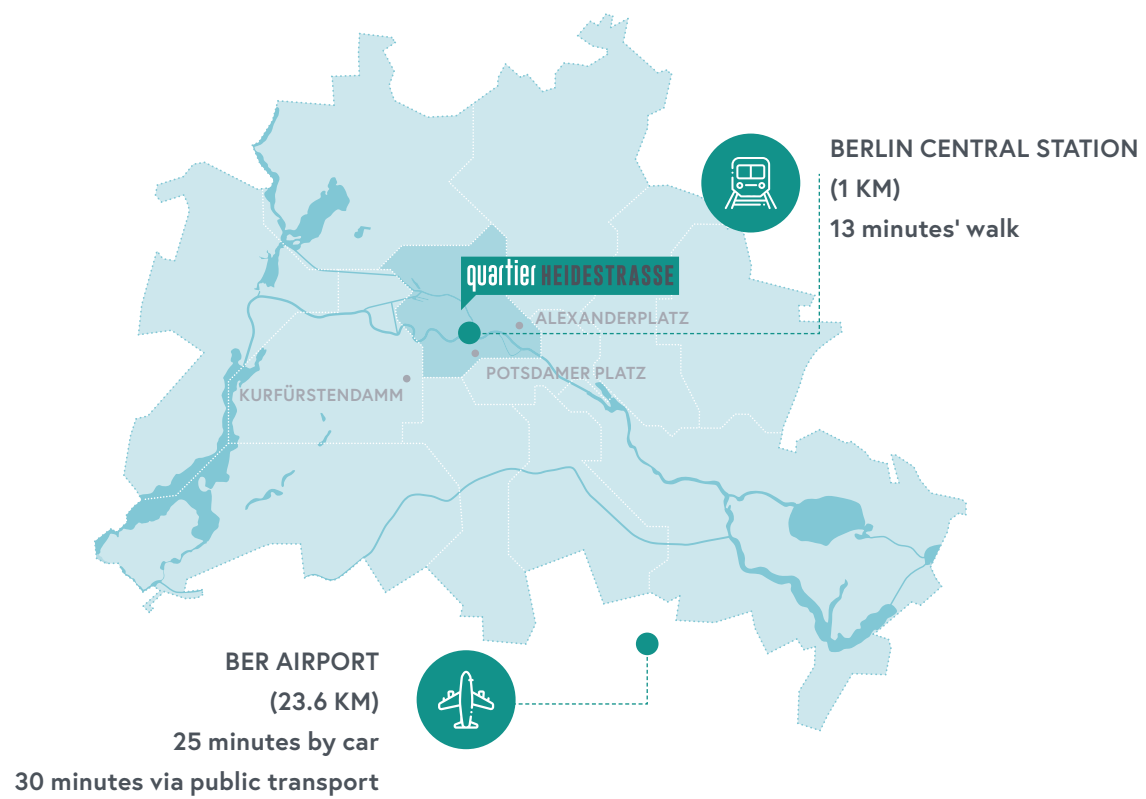 BERLIN CENTRAL STATION
(1 KM)
13 minutes' walk
quartier HEIDESTRASSE
ALEXANDERPLATZ
POTSDAMER PLATZ
KURFÜRSTENDAMM
BER AIRPORT
(23.6 KM)
25 minutes by car
30 minutes via public transport